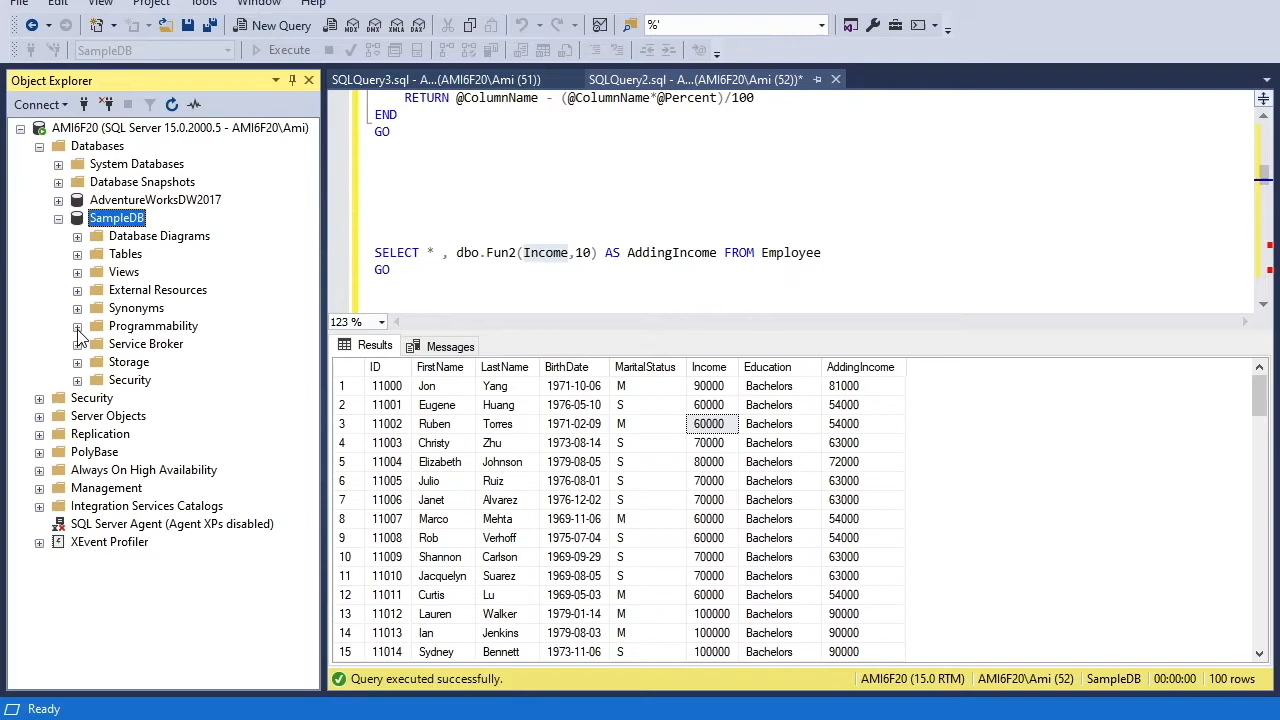 File Edit View Project Tools Window Help
New Query MDX DMX XMLA DAX %'
SampleDB Execute
Object Explorer
Connect
AMI6F20 (SQL Server 15.0.2000.5 - AMI6F20\Ami)
Databases
System Databases
Database Snapshots
AdventureWorksDW2017
SampleDB
Database Diagrams
Tables
Views
External Resources
Synonyms
Programmability
Service Broker
Storage
Security
Security
Server Objects
Replication
PolyBase
Always On High Availability
Management
Integration Services Catalogs
SQL Server Agent (Agent XPs disabled)
XEvent Profiler
SQLQuery3.sql - A...(AMI6F20\Ami (51)) SQLQuery2.sql - A...(AMI6F20\Ami (52))*
RETURN @ColumnName - (@ColumnName*@Percent)/100
END
GO
SELECT * , dbo.Fun2(Income,10) AS AddingIncome FROM Employee
GO
123 %
Results Messages
ID FirstName LastName BirthDate MaritalStatus Income Education AddingIncome
1 11000 Jon Yang 1971-10-06 M 90000 Bachelors 81000
2 11001 Eugene Huang 1976-05-10 S 60000 Bachelors 54000
3 11002 Ruben Torres 1971-02-09 M 60000 Bachelors 54000
4 11003 Christy Zhu 1973-08-14 S 70000 Bachelors 63000
5 11004 Elizabeth Johnson 1979-08-05 S 80000 Bachelors 72000
6 11005 Julio Ruiz 1976-08-01 S 70000 Bachelors 63000
7 11006 Janet Alvarez 1976-12-02 S 70000 Bachelors 63000
8 11007 Marco Mehta 1969-11-06 M 60000 Bachelors 54000
9 11008 Rob Verhoff 1975-07-04 S 60000 Bachelors 54000
10 11009 Shannon Carlson 1969-09-29 S 70000 Bachelors 63000
11 11010 Jacquelyn Suarez 1969-08-05 S 70000 Bachelors 63000
12 11011 Curtis Lu 1969-05-03 M 60000 Bachelors 54000
13 11012 Lauren Walker 1979-01-14 M 100000 Bachelors 90000
14 11013 Ian Jenkins 1979-08-03 M 100000 Bachelors 90000
15 11014 Sydney Bennett 1973-11-06 S 100000 Bachelors 90000
Query executed successfully. AMI6F20 (15.0 RTM) AMI6F20\Ami (52) SampleDB 00:00:00 100 rows
Ready